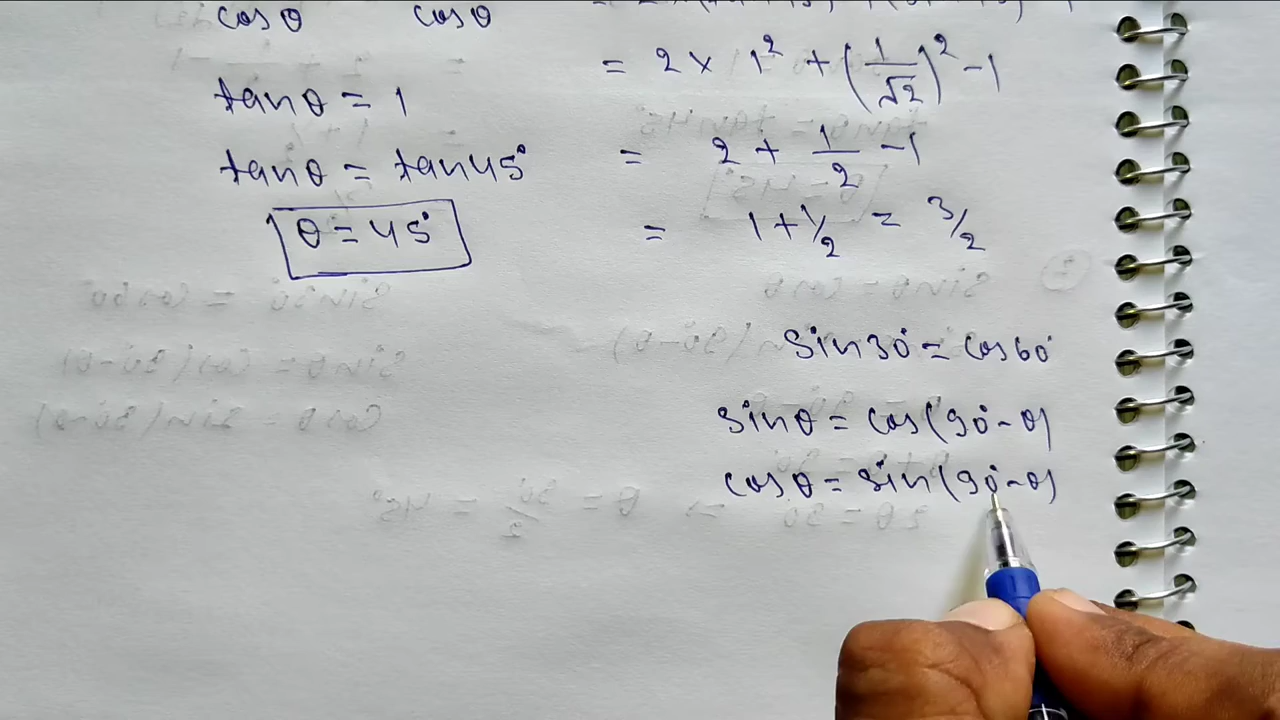 cosθ cosθ
tanθ = 1
tanθ = tan45°
θ = 45°
= 2 × 1² + (1/√2)² - 1
= 2 + 1/2 - 1
= 1 + 1/2 = 3/2
sin30° = cos60°
sinθ = cos(90° - θ)
cosθ = sin(90° - θ)